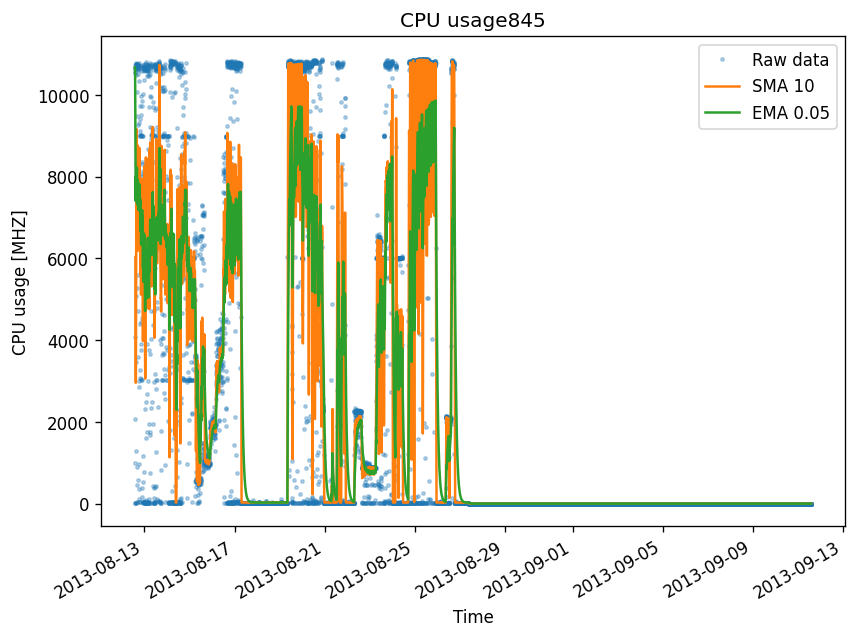 CPU usage845
Raw data
SMA 10
EMA 0.05
CPU usage [MHZ]
10000
8000
6000
4000
2000
0
2013-08-13
2013-08-17
2013-08-21
2013-08-25
2013-08-29
2013-09-01
2013-09-05
2013-09-09
2013-09-13
Time